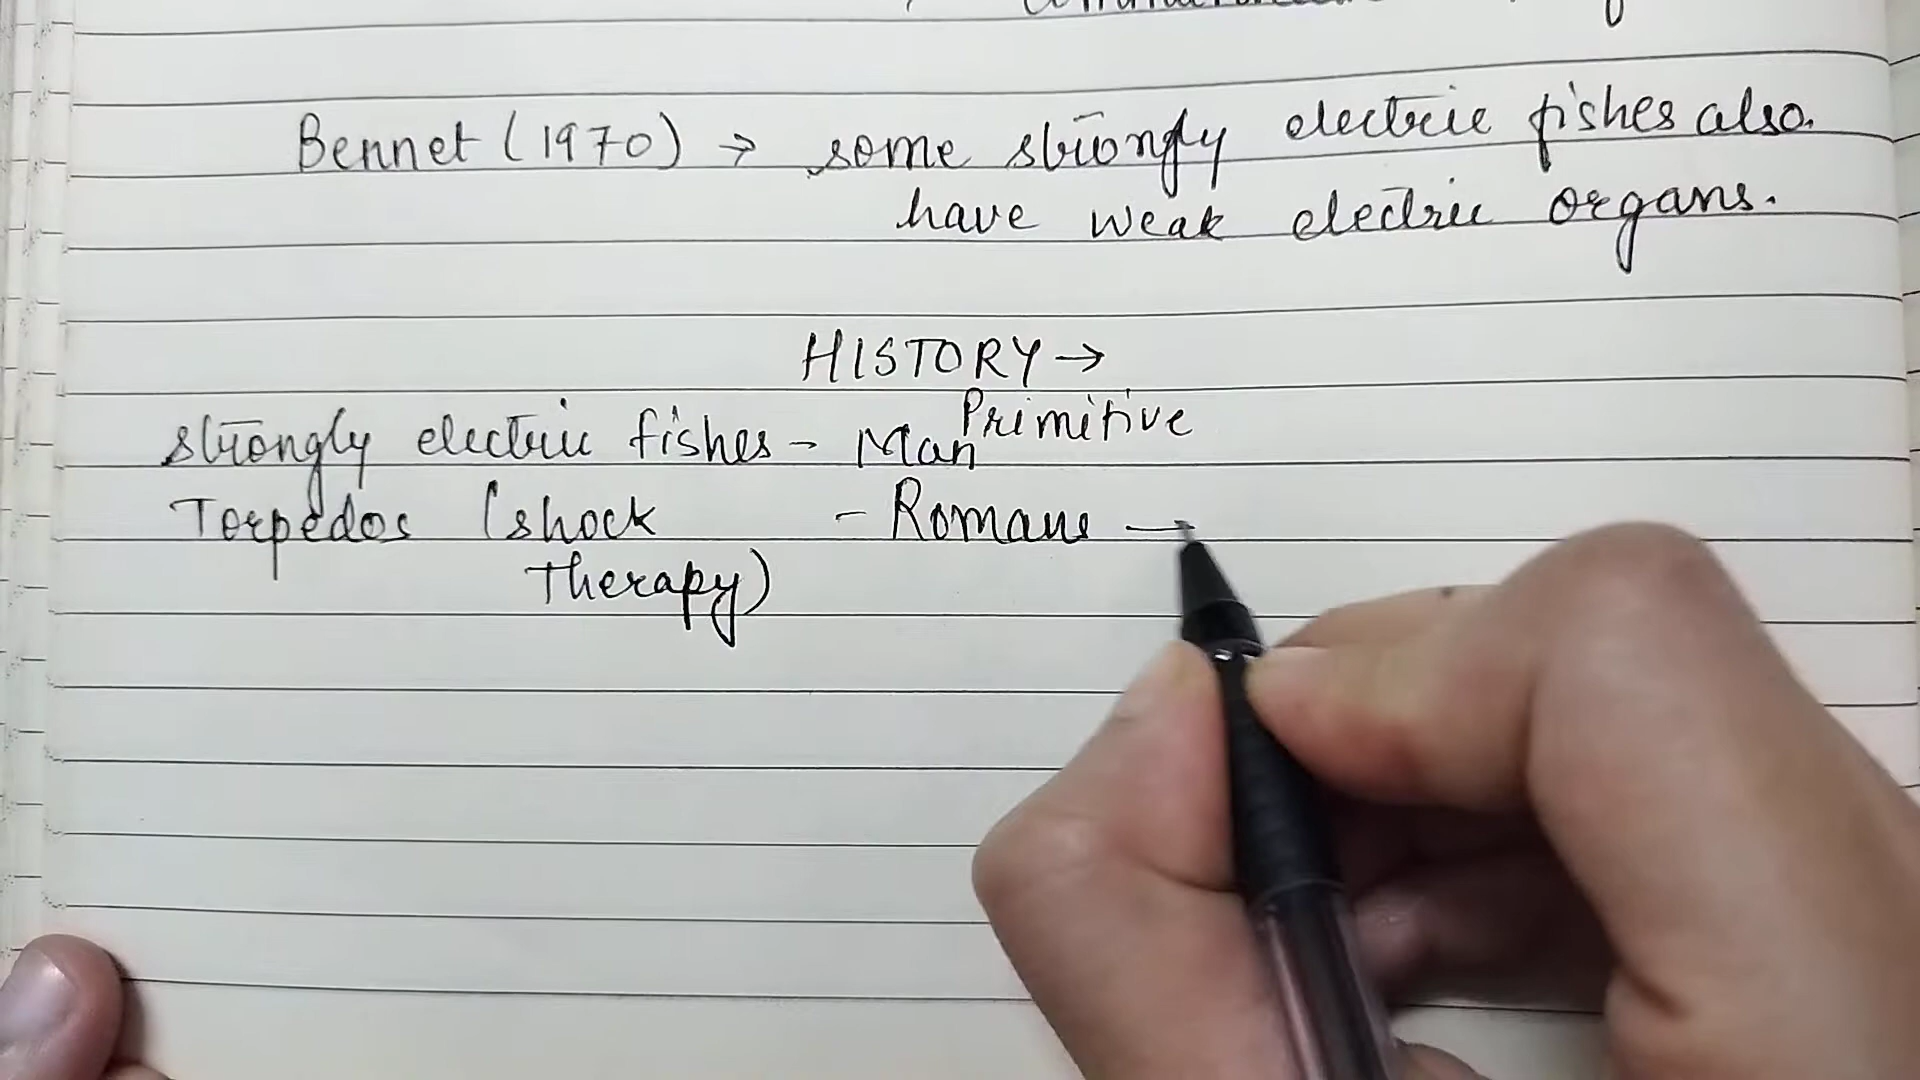 Bennet (1970) → some strongly electric fishes also.
have weak electric organs.
HISTORY →
Primitive
strongly electric fishes - Man
Torpedos (shock - Romans —
therapy)